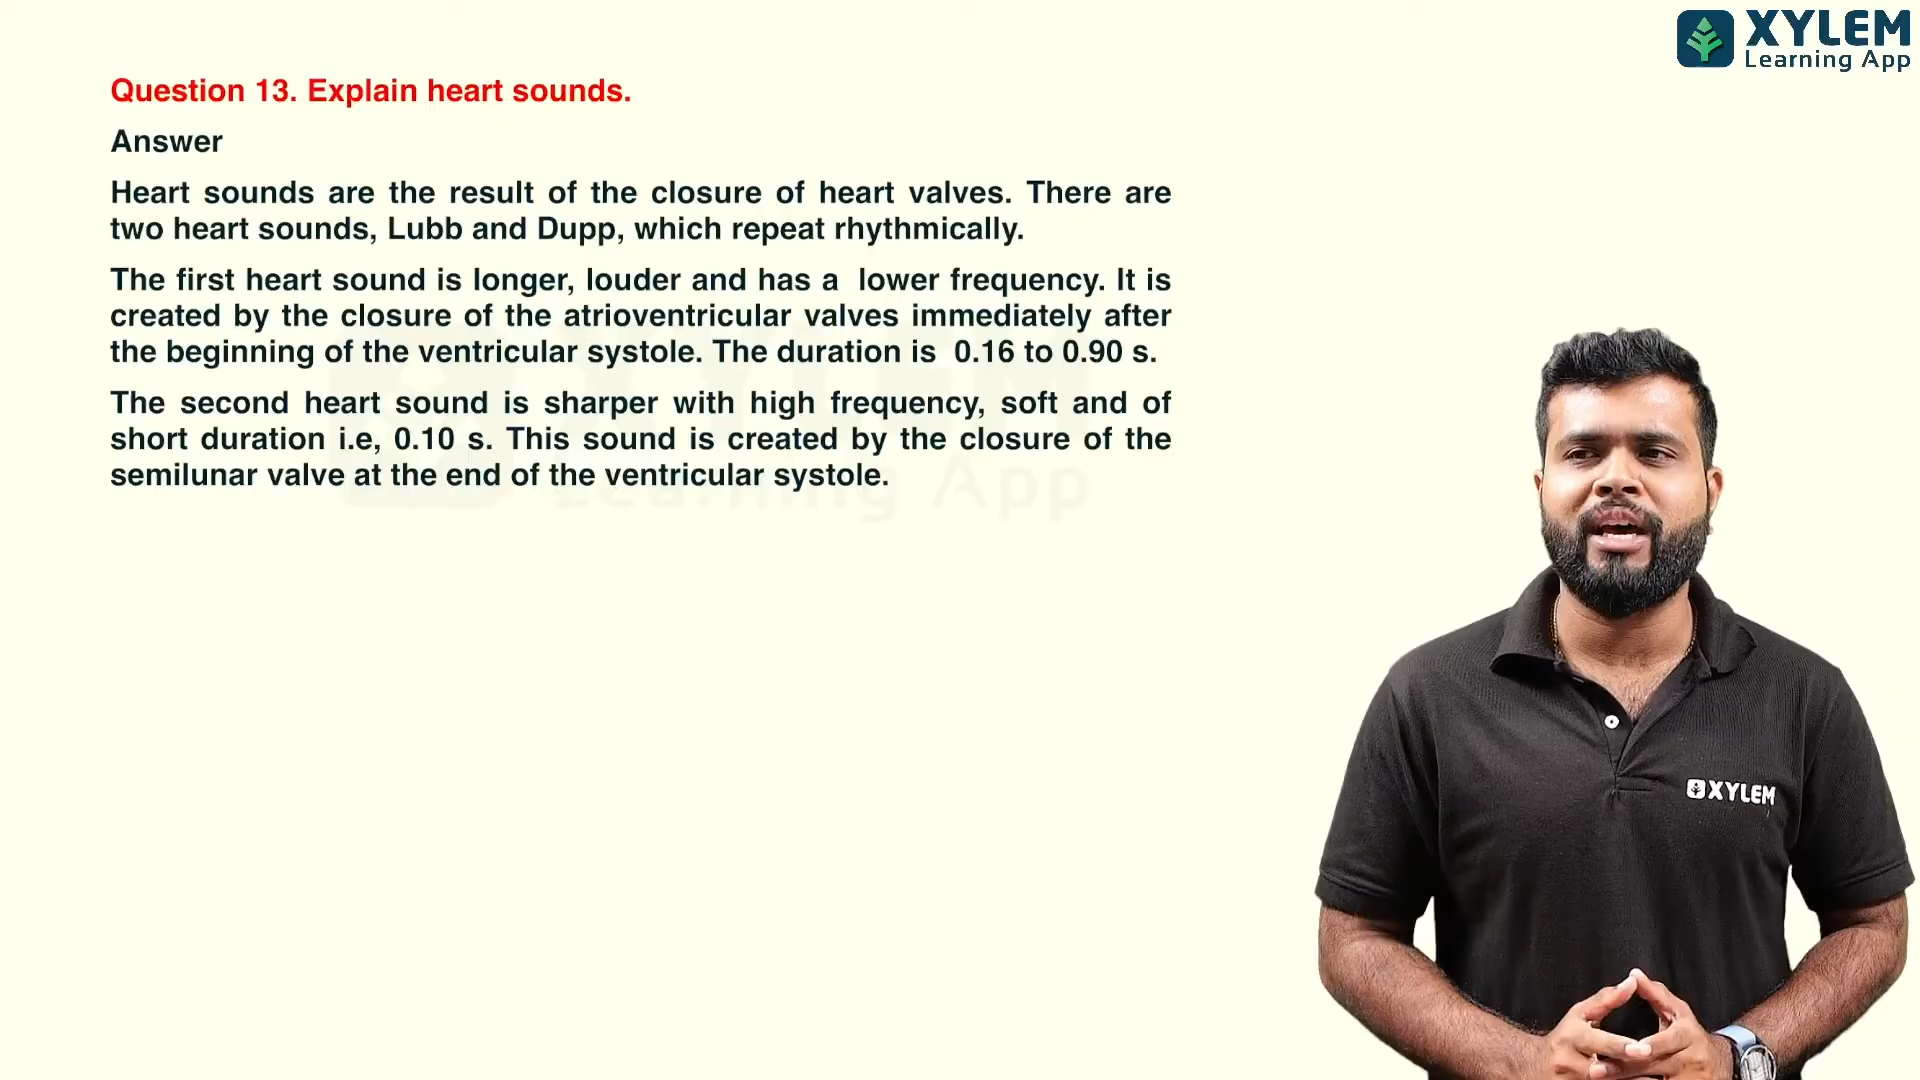 XYLEM
Learning App
Question 13. Explain heart sounds.
Answer
Heart sounds are the result of the closure of heart valves. There are
two heart sounds, Lubb and Dupp, which repeat rhythmically.
The first heart sound is longer, louder and has a lower frequency. It is
created by the closure of the atrioventricular valves immediately after
the beginning of the ventricular systole. The duration is 0.16 to 0.90 s.
The second heart sound is sharper with high frequency, soft and of
short duration i.e, 0.10 s. This sound is created by the closure of the
semilunar valve at the end of the ventricular systole.
XYLEM
Learning App
XYLEM